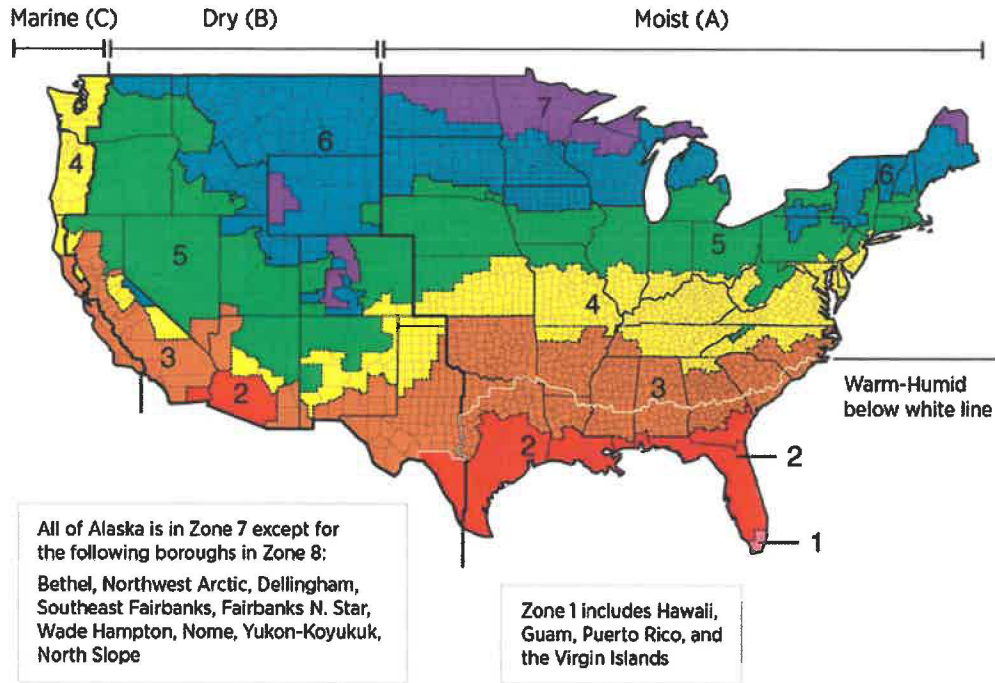 Marine (C) Dry (B) Moist (A)
7
6
6
4
5
5
4
3
3
2
2
Warm-Humid
below white line
2
1
All of Alaska is in Zone 7 except for
the following boroughs in Zone 8:
Bethel, Northwest Arctic, Dellingham,
Southeast Fairbanks, Fairbanks N. Star,
Wade Hampton, Nome, Yukon-Koyukuk,
North Slope
Zone 1 includes Hawaii,
Guam, Puerto Rico, and
the Virgin Islands